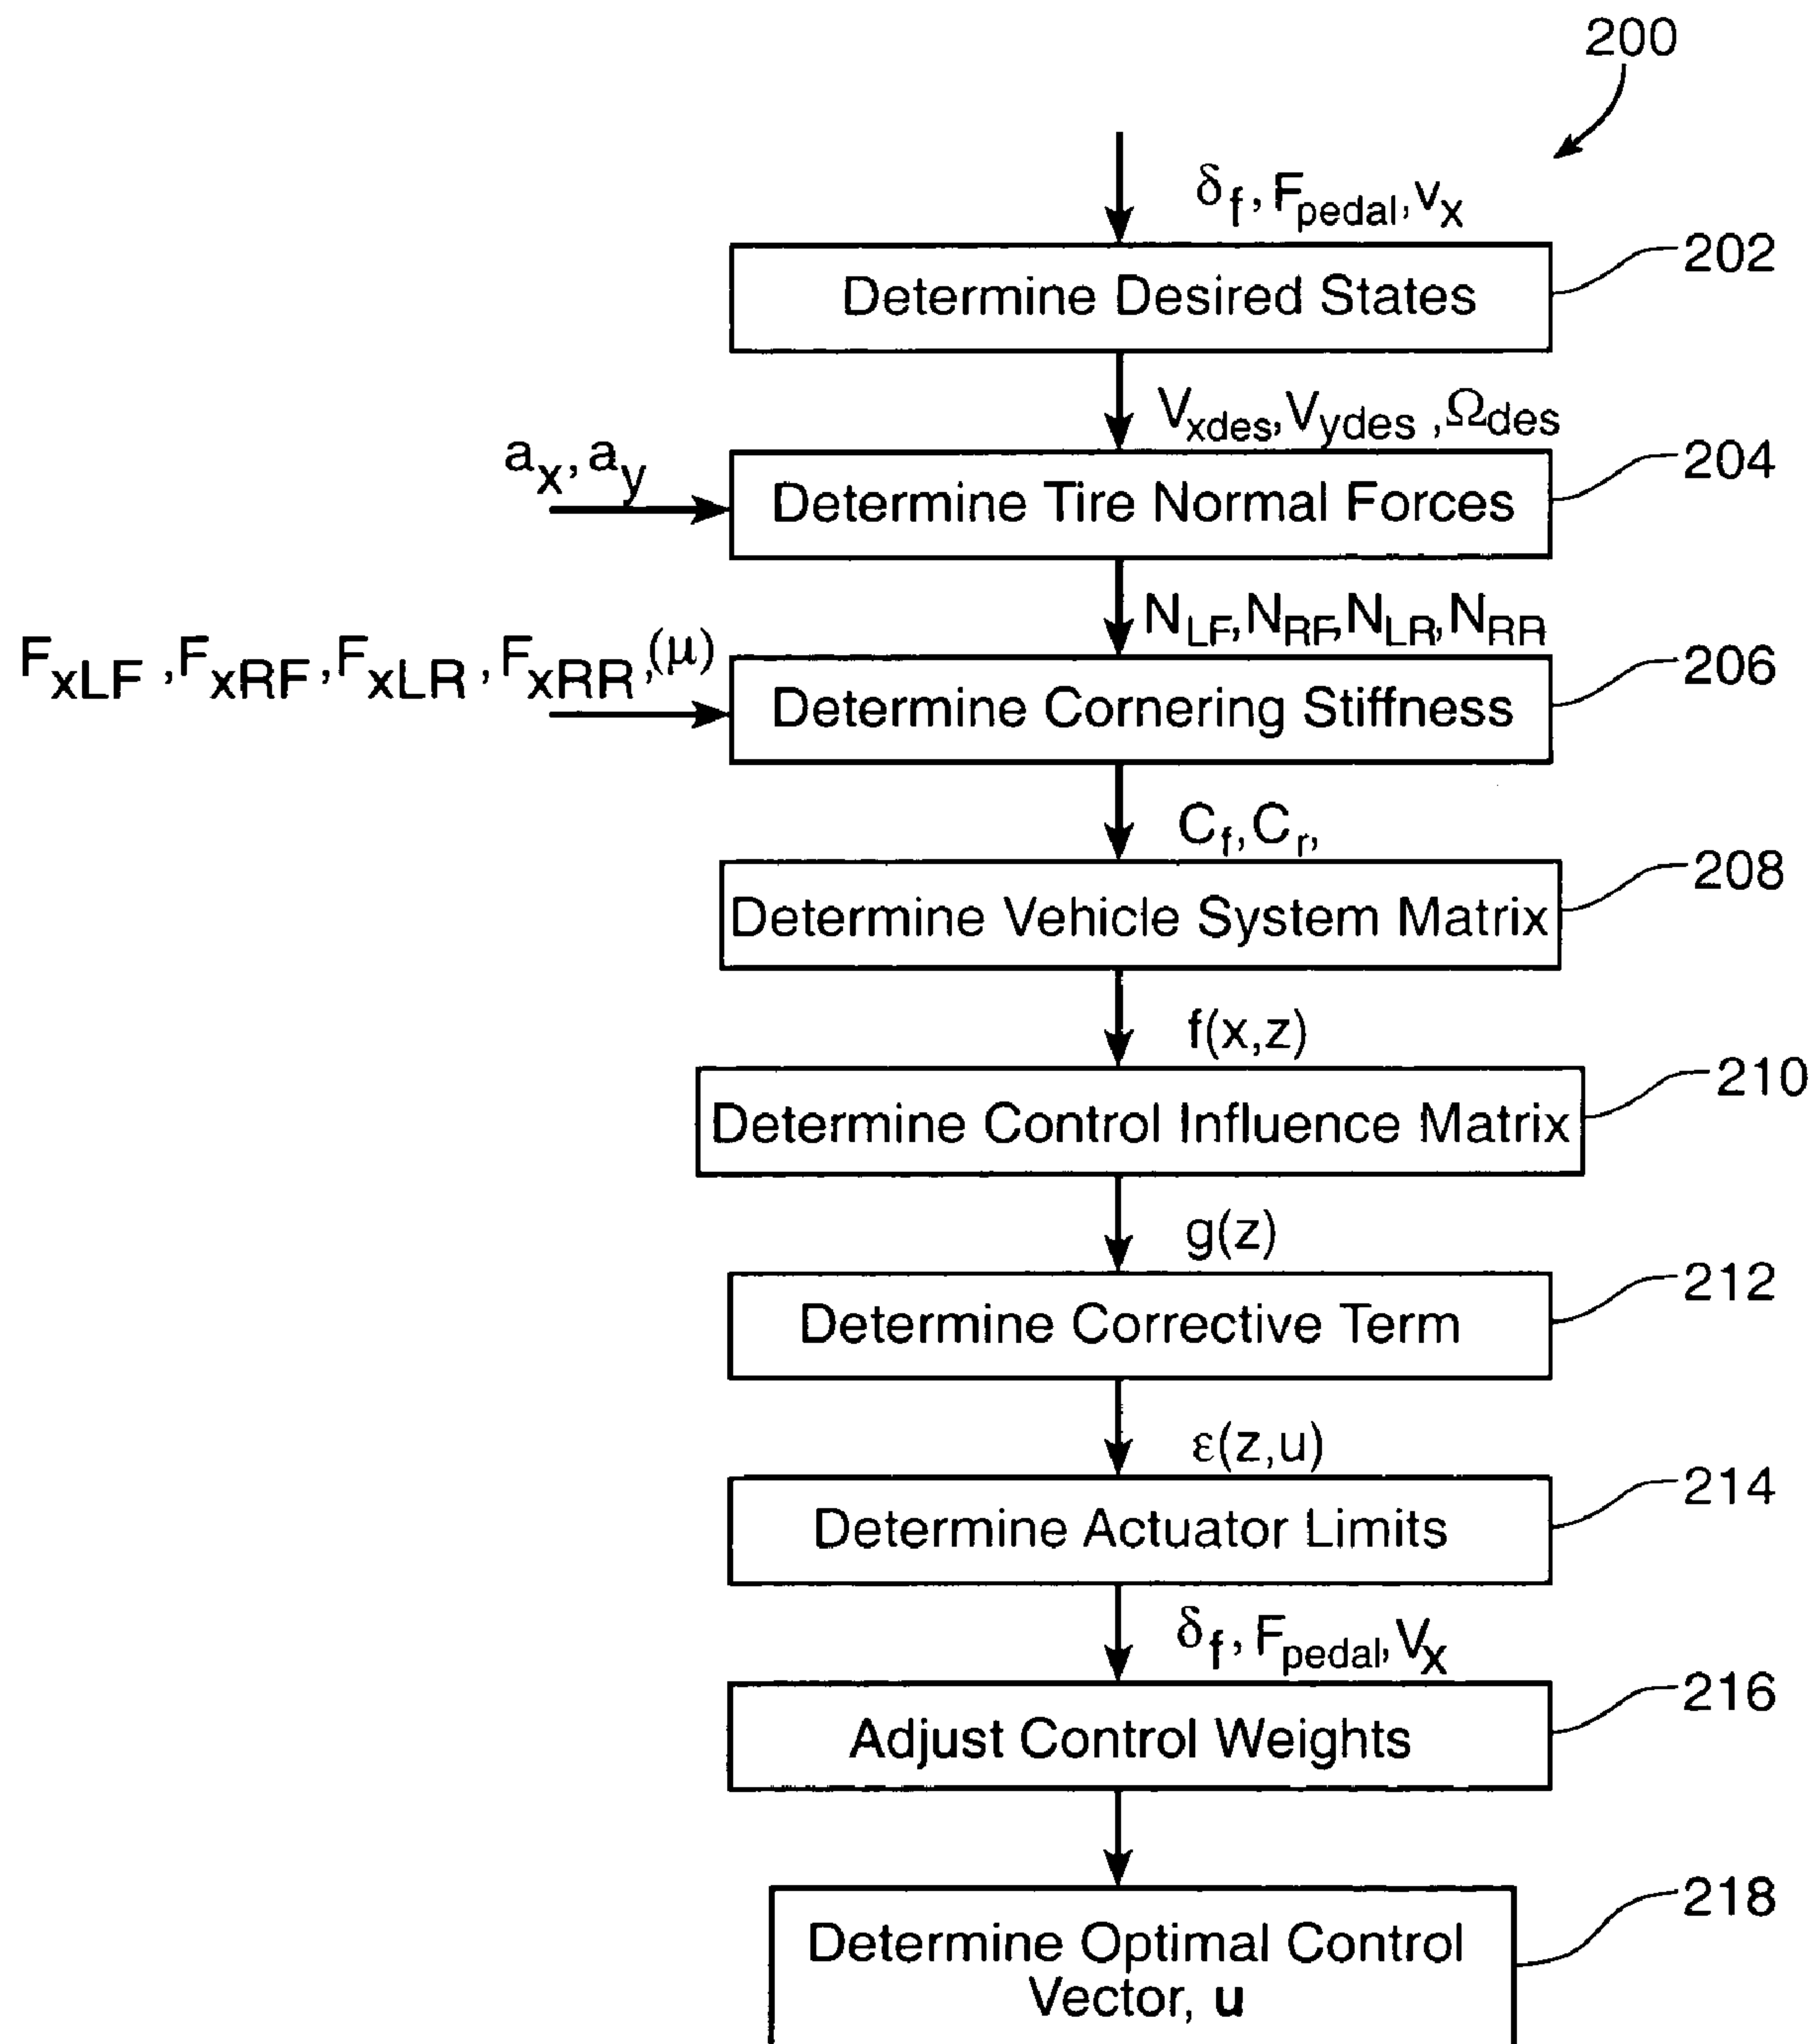 200
δf, Fpedal, vx
202
Determine Desired States
Vxdes, Vydes, Ωdes
ax, ay
204
Determine Tire Normal Forces
NLF, NRF, NLR, NRR
FxLF, FxRF, FxLR, FxRR, (μ)
206
Determine Cornering Stiffness
Cf, Cr,
208
Determine Vehicle System Matrix
f(x,z)
210
Determine Control Influence Matrix
g(z)
212
Determine Corrective Term
ε(z,u)
214
Determine Actuator Limits
δf, Fpedal, Vx
216
Adjust Control Weights
218
Determine Optimal Control
Vector, u